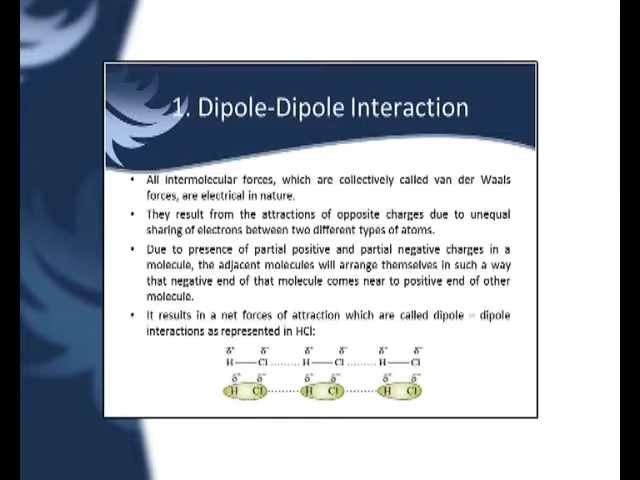 1. Dipole-Dipole Interaction
• All intermolecular forces, which are collectively called van der Waals
forces, are electrical in nature.
• They result from the attractions of opposite charges due to unequal
sharing of electrons between two different types of atoms.
• Due to presence of partial positive and partial negative charges in a
molecule, the adjacent molecules will arrange themselves in such a way
that negative end of that molecule comes near to positive end of other
molecule.
• It results in a net forces of attraction which are called dipole – dipole
interactions as represented in HCl:
δ⁺ δ⁻ δ⁺ δ⁻ δ⁺ δ⁻
H—Cl.........H—Cl.........H—Cl
δ⁺ δ⁻ δ⁺ δ⁻ δ⁺ δ⁻
H Cl.........H Cl.........H Cl